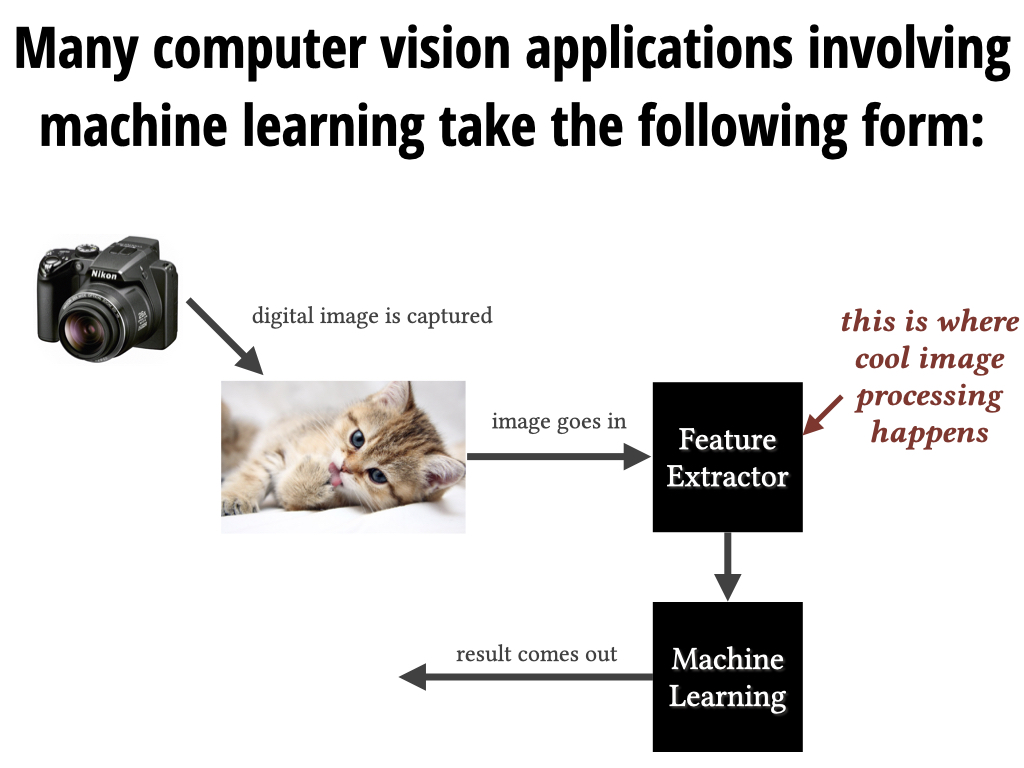 Many computer vision applications involving
machine learning take the following form:
Nikon
digital image is captured
this is where
cool image
processing
happens
image goes in
Feature
Extractor
result comes out
Machine
Learning